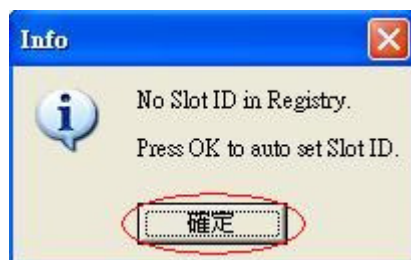 Info
No Slot ID in Registry.
Press OK to auto set Slot ID.
確定